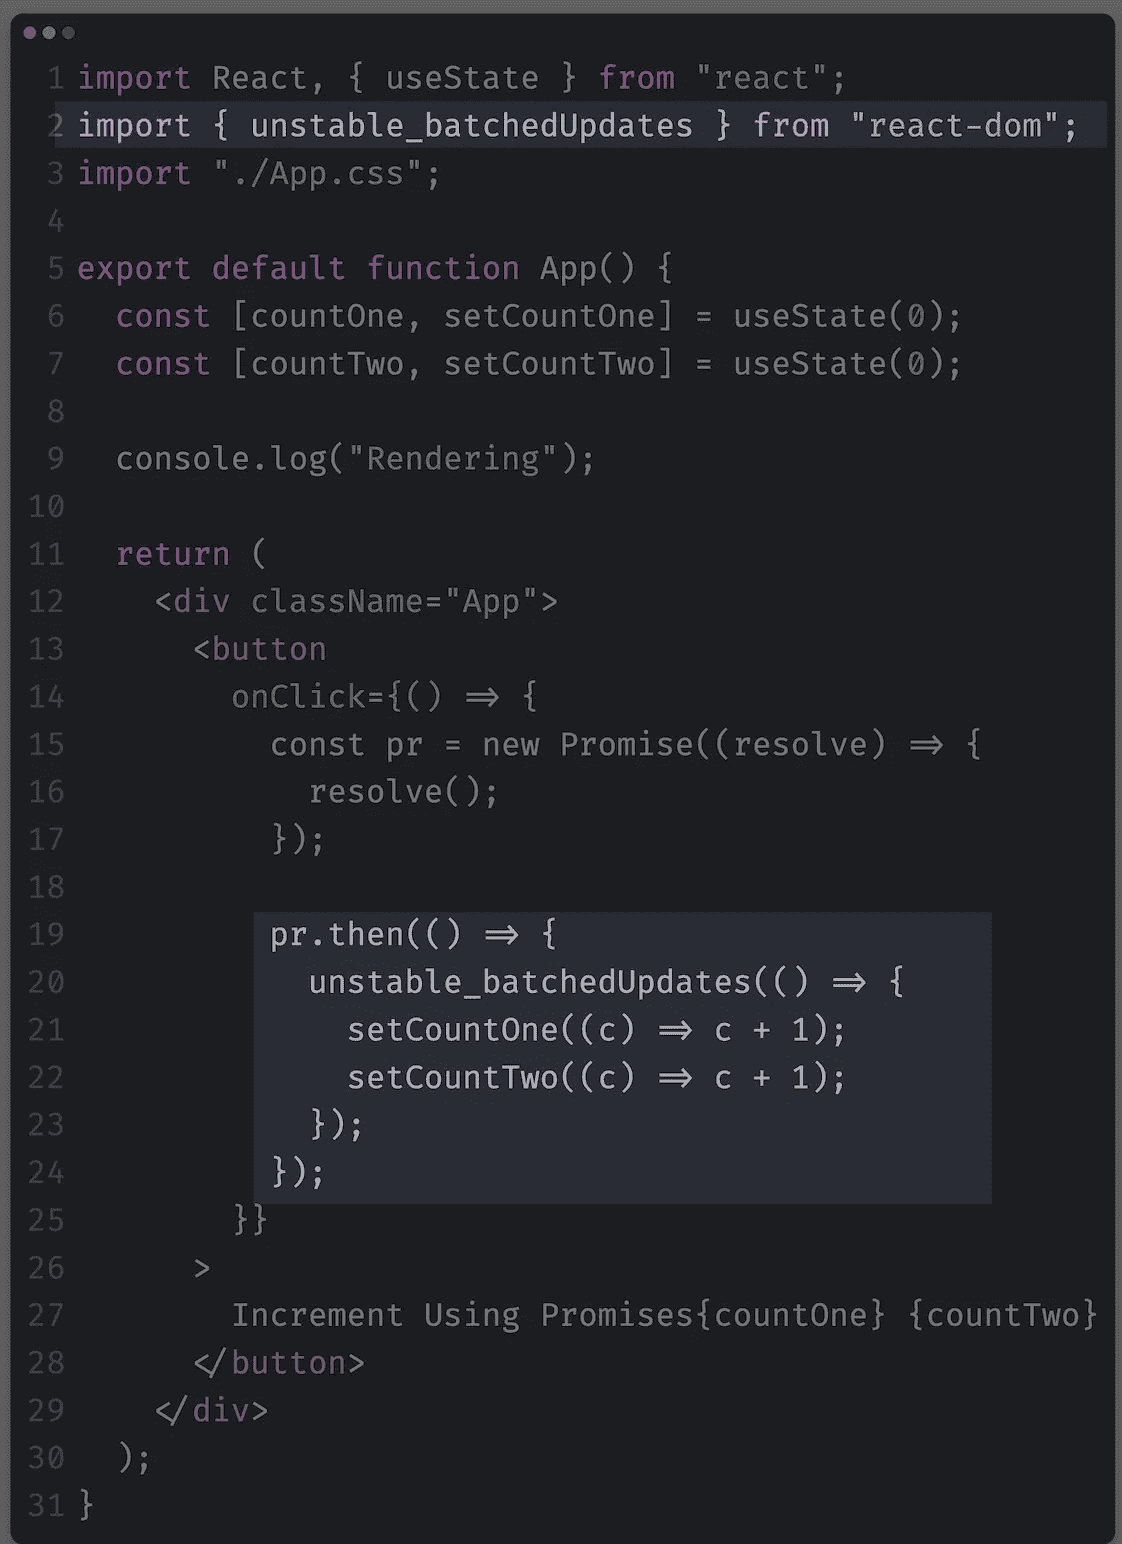 1 import React, { useState } from "react";
2 import { unstable_batchedUpdates } from "react-dom";
3 import "./App.css";
4
5 export default function App() {
6   const [countOne, setCountOne] = useState(0);
7   const [countTwo, setCountTwo] = useState(0);
8
9   console.log("Rendering");
10
11   return (
12     <div className="App">
13       <button
14         onClick={() => {
15           const pr = new Promise((resolve) => {
16             resolve();
17           });
18
19           pr.then(() => {
20             unstable_batchedUpdates(() => {
21               setCountOne((c) => c + 1);
22               setCountTwo((c) => c + 1);
23             });
24           });
25         }}
26       >
27         Increment Using Promises{countOne} {countTwo}
28       </button>
29     </div>
30   );
31 }